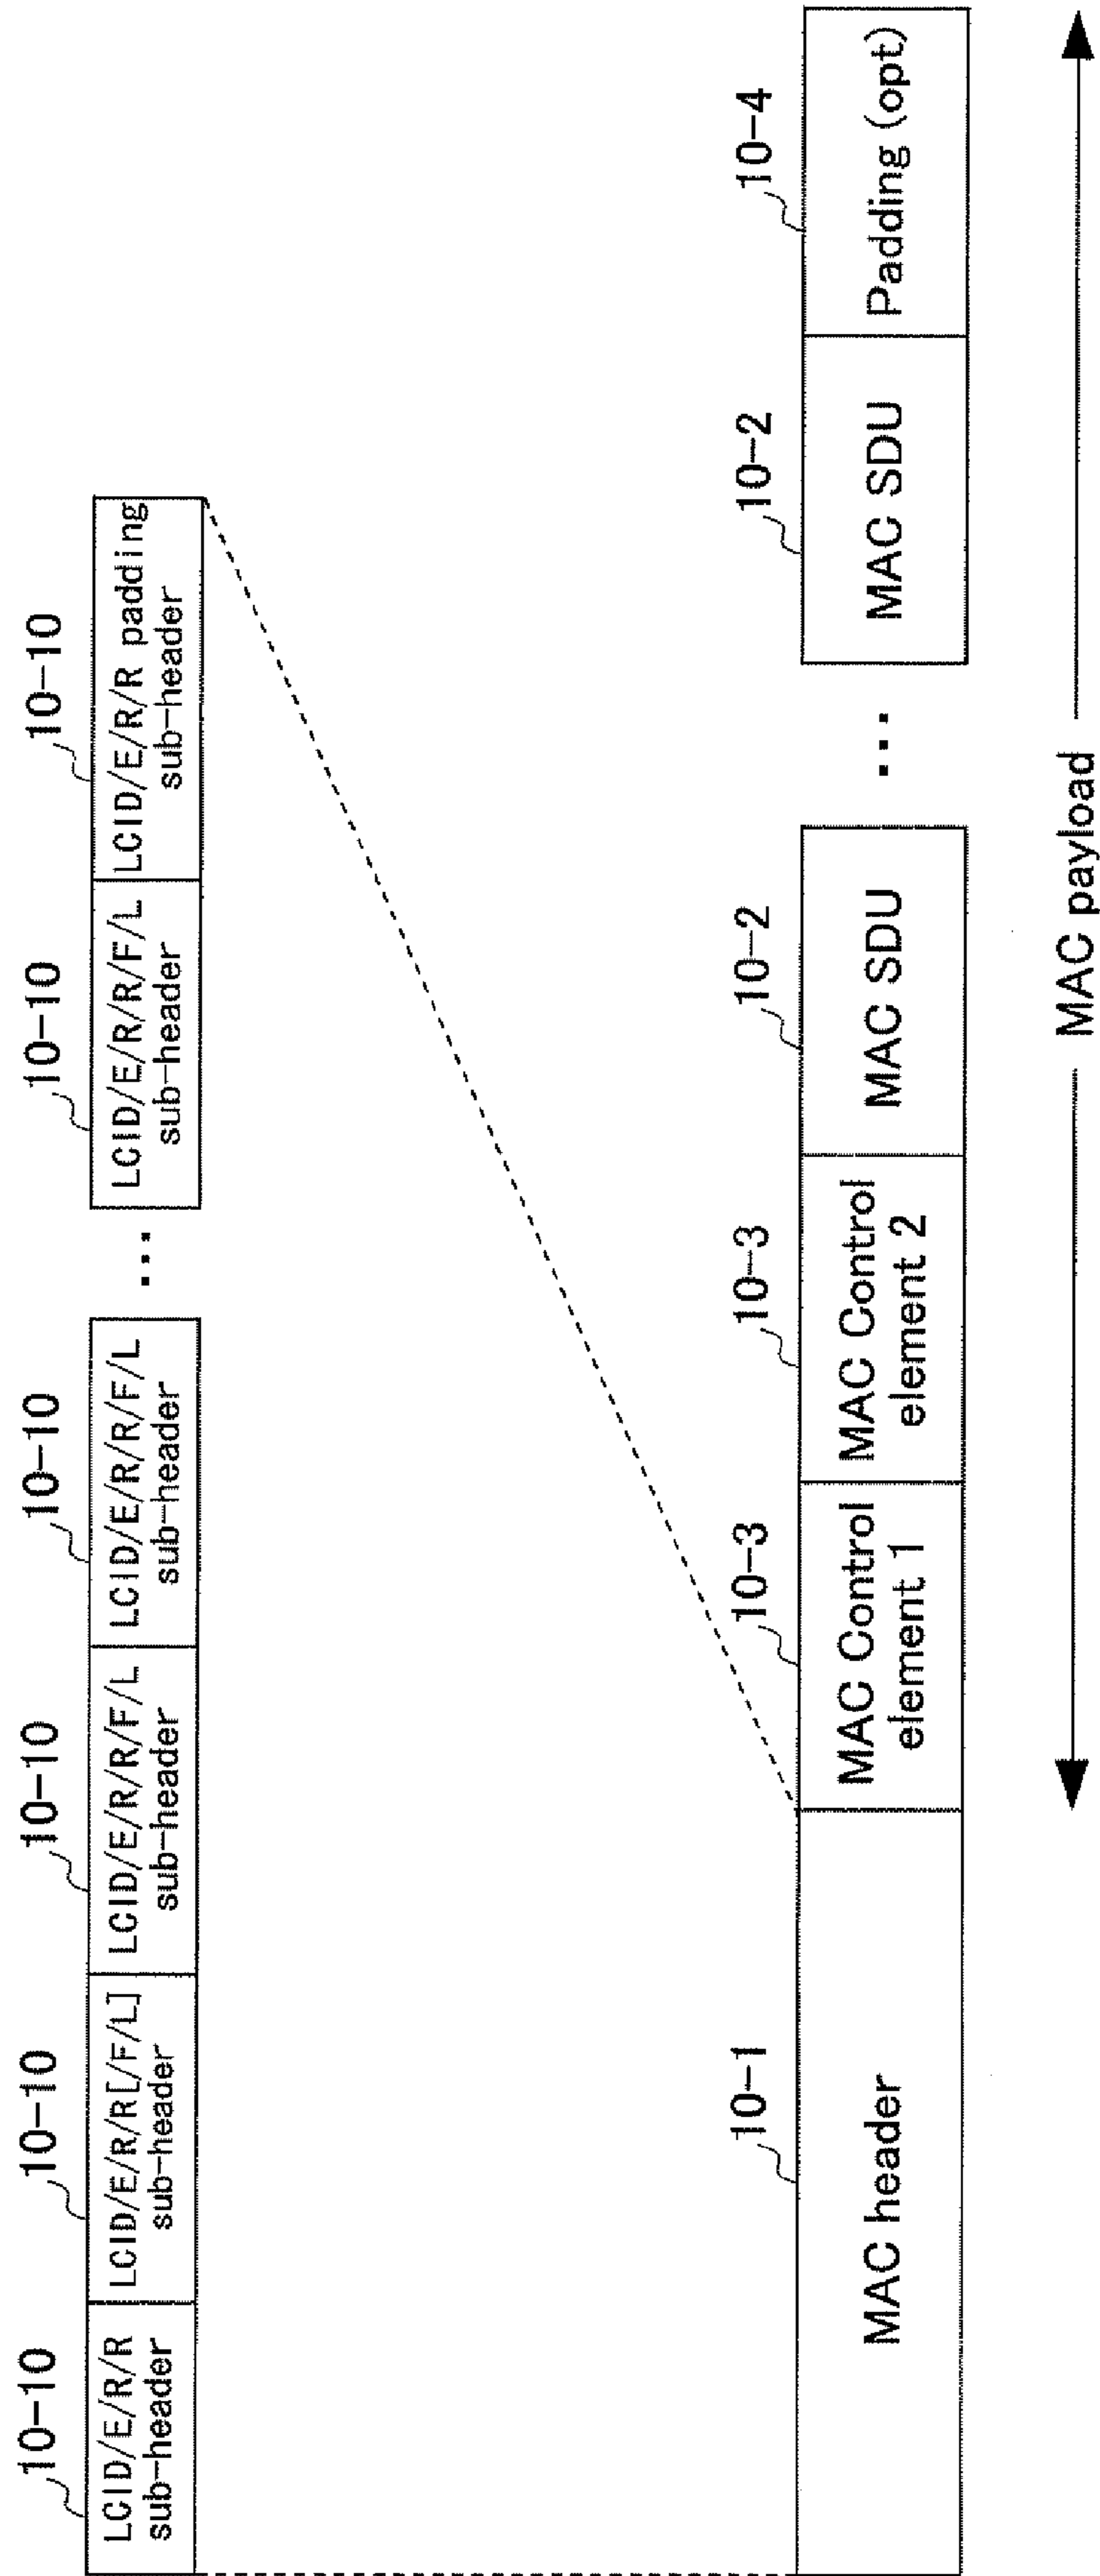 10-10
10-10
10-10
10-10
10-10
10-10
LCID/E/R/R
sub-header
LCID/E/R/R[/F/L]
sub-header
LCID/E/R/R/F/L
sub-header
LCID/E/R/R/F/L
sub-header
...
LCID/E/R/R/F/L
sub-header
LCID/E/R/R padding
sub-header
10-1
10-3
10-3
10-2
10-2
10-4
MAC header
MAC Control
element 1
MAC Control
element 2
MAC SDU
...
MAC SDU
Padding (opt)
MAC payload